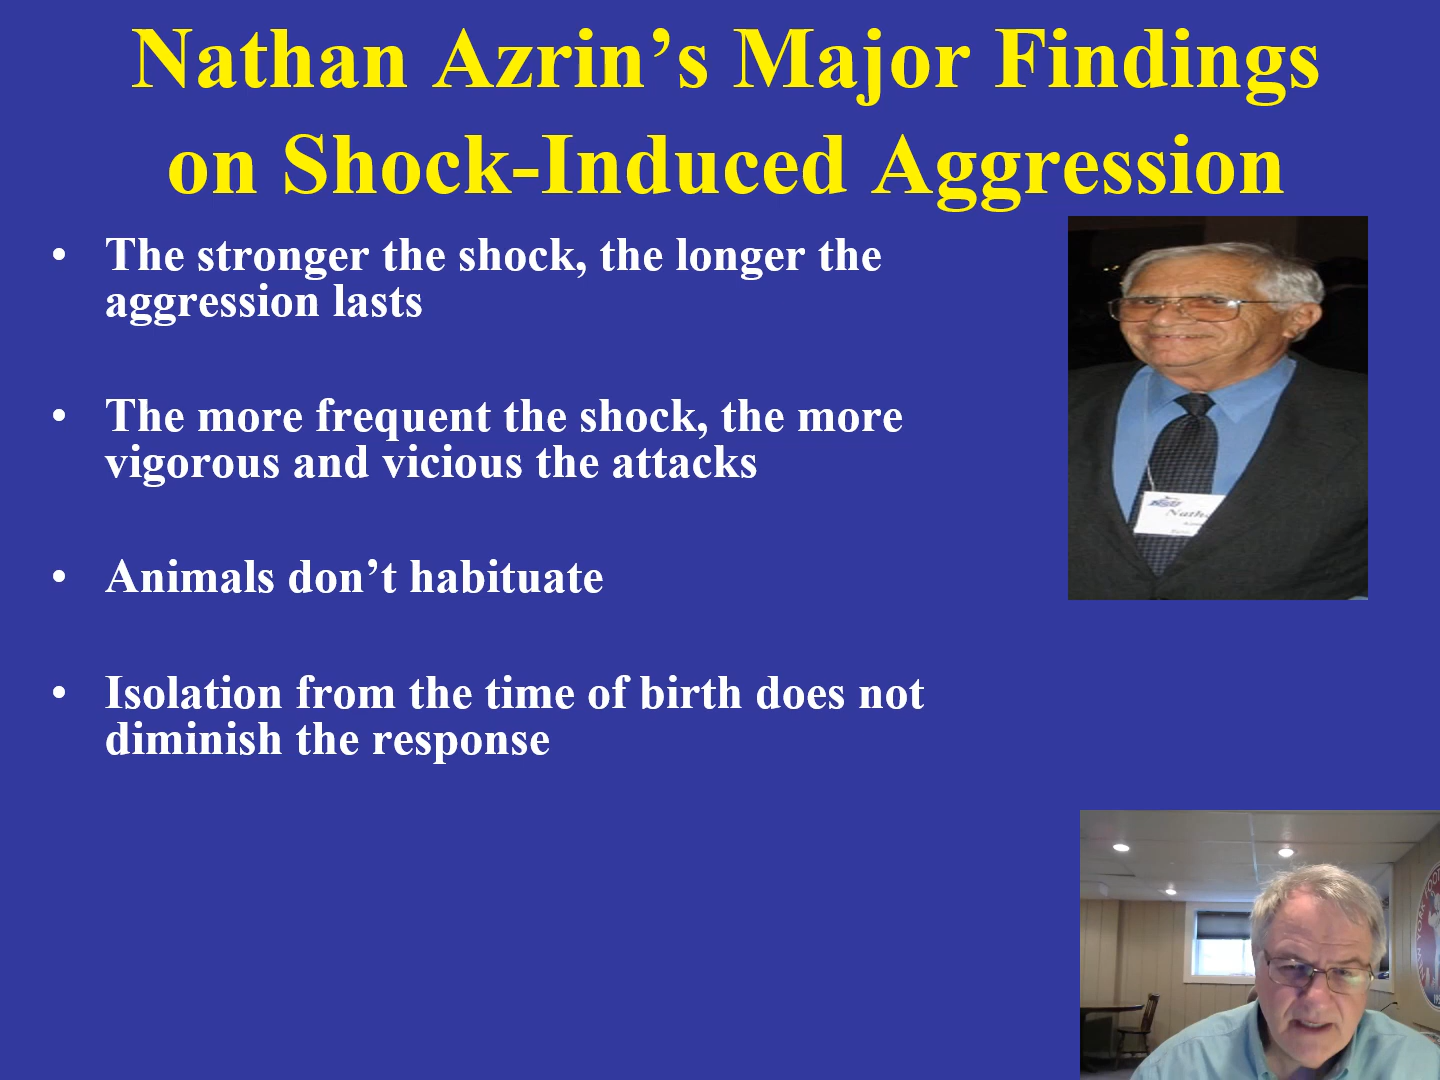 Nathan Azrin’s Major Findings
on Shock-Induced Aggression
• The stronger the shock, the longer the
aggression lasts
• The more frequent the shock, the more
vigorous and vicious the attacks
• Animals don’t habituate
• Isolation from the time of birth does not
diminish the response